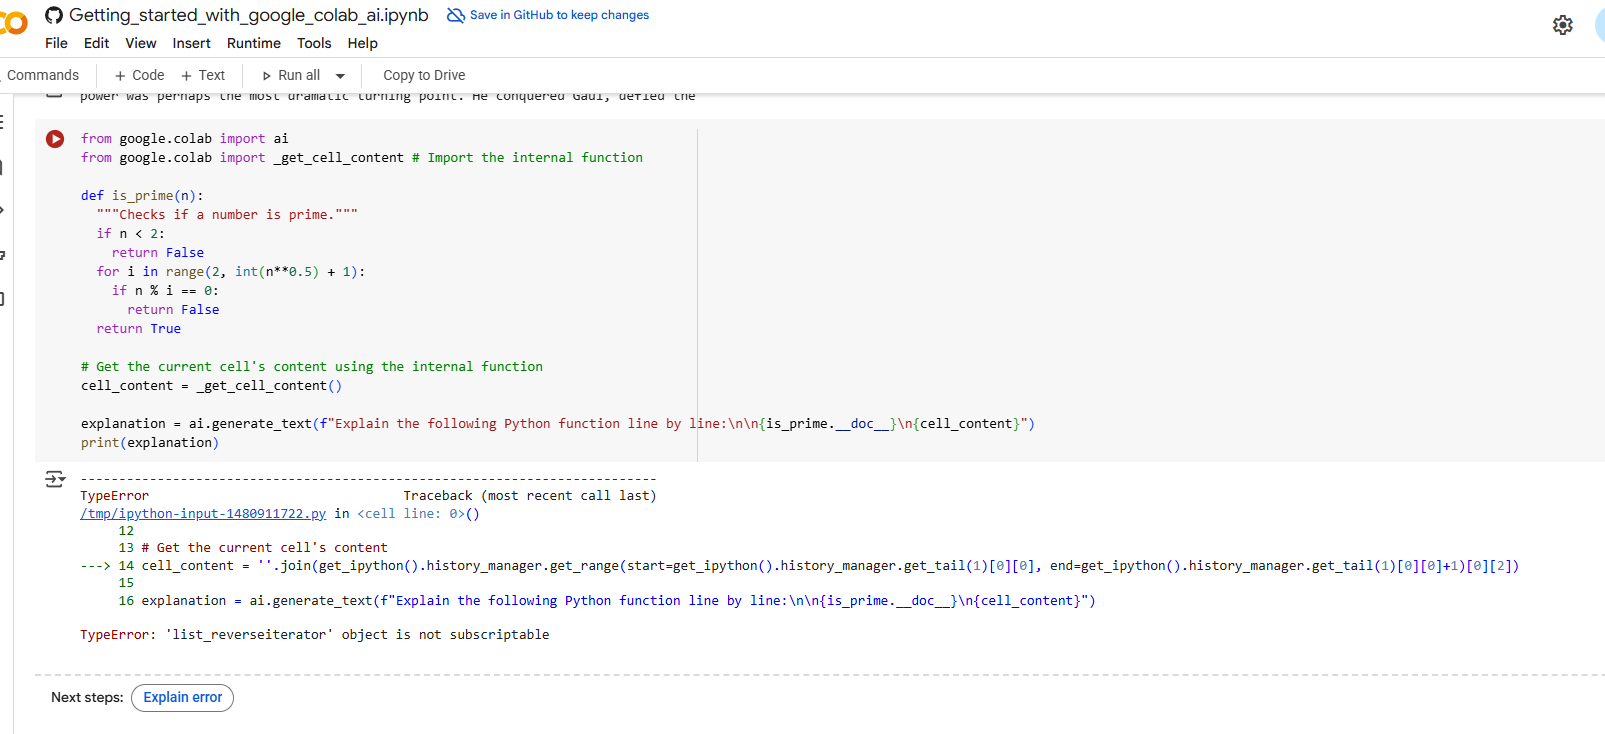 Getting_started_with_google_colab_ai.ipynb Save in GitHub to keep changes
File Edit View Insert Runtime Tools Help
Commands + Code + Text Run all Copy to Drive
power was perhaps the most dramatic turning point. He conquered Gaul, defied the
from google.colab import ai
from google.colab import _get_cell_content # Import the internal function
def is_prime(n):
"""Checks if a number is prime."""
if n < 2:
return False
for i in range(2, int(n**0.5) + 1):
if n % i == 0:
return False
return True
# Get the current cell's content using the internal function
cell_content = _get_cell_content()
explanation = ai.generate_text(f"Explain the following Python function line by line:\n\n{is_prime.__doc__}\n{cell_content}")
print(explanation)
---------------------------------------------------------------------------
TypeError Traceback (most recent call last)
/tmp/ipython-input-1480911722.py in <cell line: 0>()
12
13 # Get the current cell's content
---> 14 cell_content = ''.join(get_ipython().history_manager.get_range(start=get_ipython().history_manager.get_tail(1)[0][0], end=get_ipython().history_manager.get_tail(1)[0][0]+1)[0][2])
15
16 explanation = ai.generate_text(f"Explain the following Python function line by line:\n\n{is_prime.__doc__}\n{cell_content}")
TypeError: 'list_reverseiterator' object is not subscriptable
Next steps: Explain error